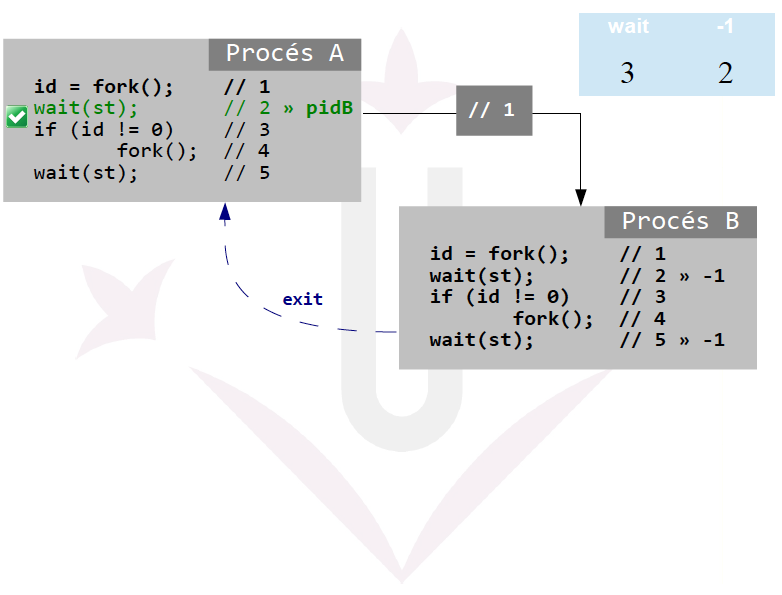 wait -1
3 2
Procés A
id = fork(); // 1
wait(st); // 2 » pidB
if (id != 0) // 3
fork(); // 4
wait(st); // 5
// 1
Procés B
id = fork(); // 1
wait(st); // 2 » -1
if (id != 0) // 3
fork(); // 4
wait(st); // 5 » -1
exit